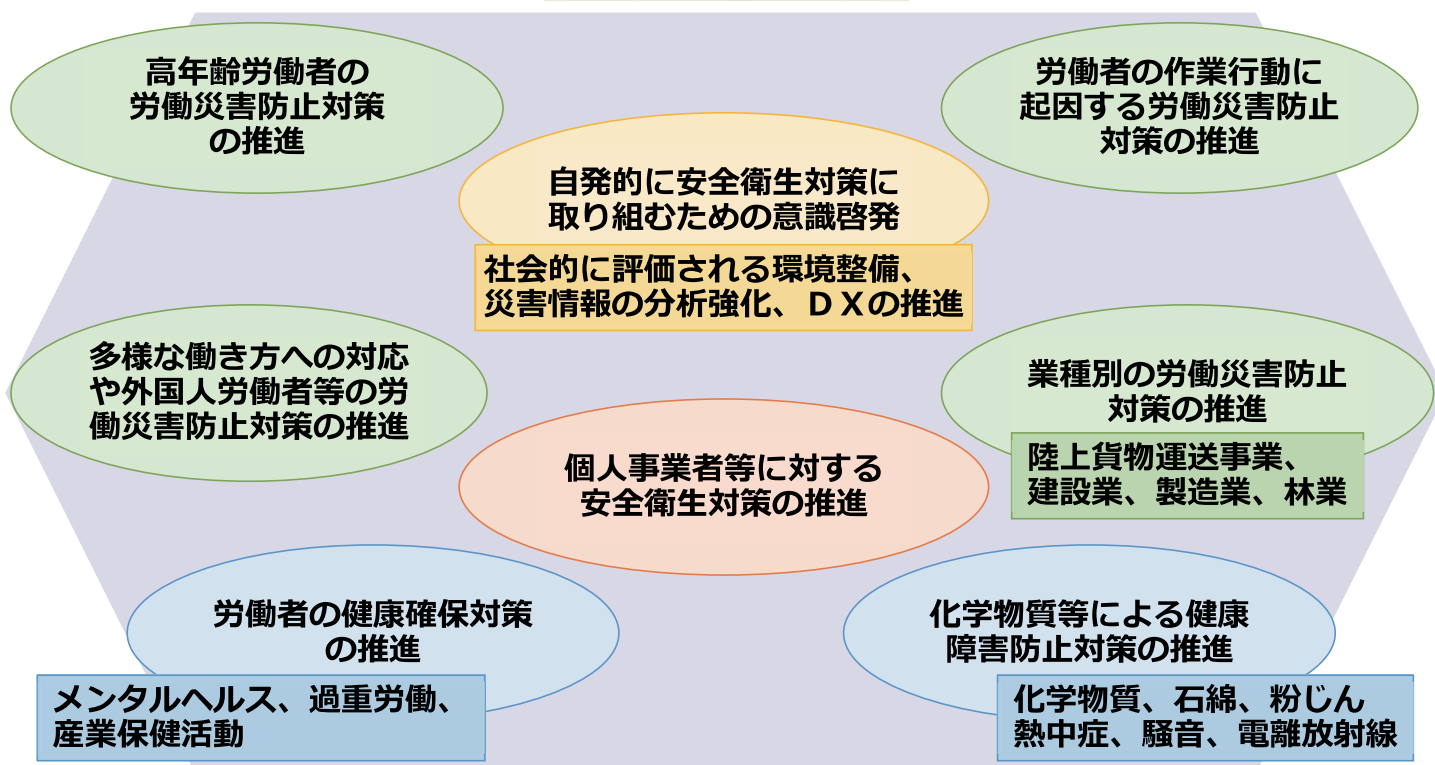 高年齢労働者の
労働災害防止対策
の推進
労働者の作業行動に
起因する労働災害防止
対策の推進
自発的に安全衛生対策に
取り組むための意識啓発
社会的に評価される環境整備、
災害情報の分析強化、ＤＸの推進
多様な働き方への対応
や外国人労働者等の労
働災害防止対策の推進
業種別の労働災害防止
対策の推進
陸上貨物運送事業、
建設業、製造業、林業
個人事業者等に対する
安全衛生対策の推進
労働者の健康確保対策
の推進
メンタルヘルス、過重労働、
産業保健活動
化学物質等による健康
障害防止対策の推進
化学物質、石綿、粉じん
熱中症、騒音、電離放射線